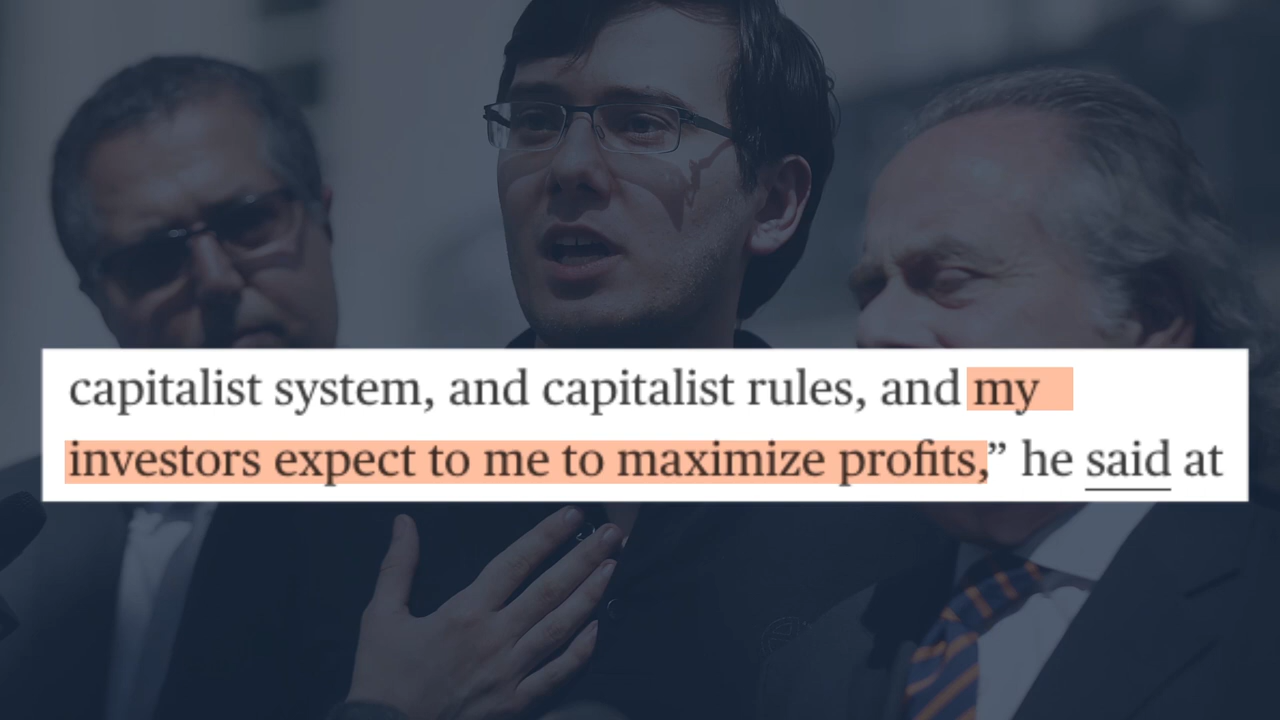 capitalist system, and capitalist rules, and my
investors expect to me to maximize profits,” he said at